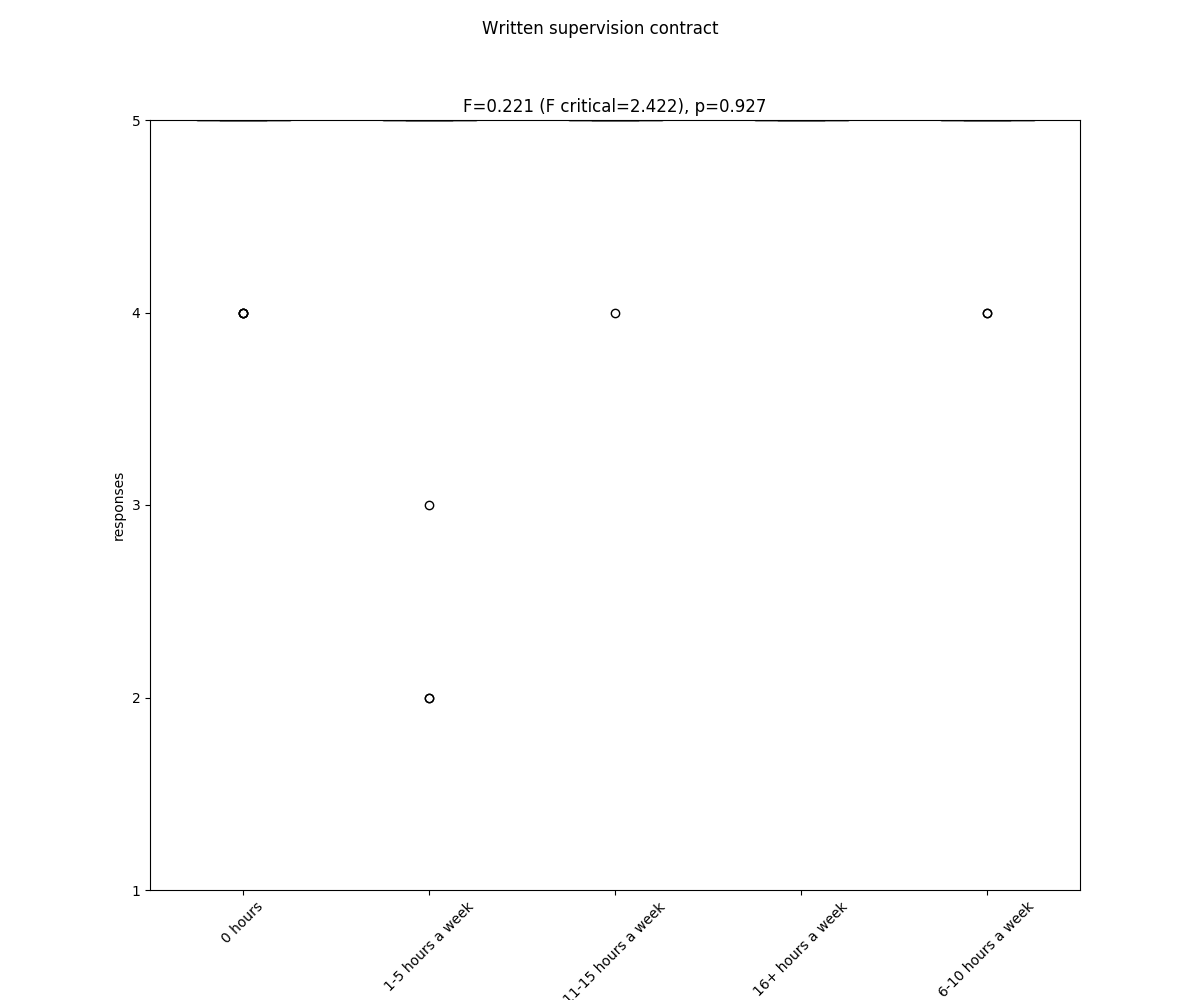 Written supervision contract
F=0.221 (F critical=2.422), p=0.927
5
4
3
2
1
responses
0 hours
1-5 hours a week
11-15 hours a week
16+ hours a week
6-10 hours a week